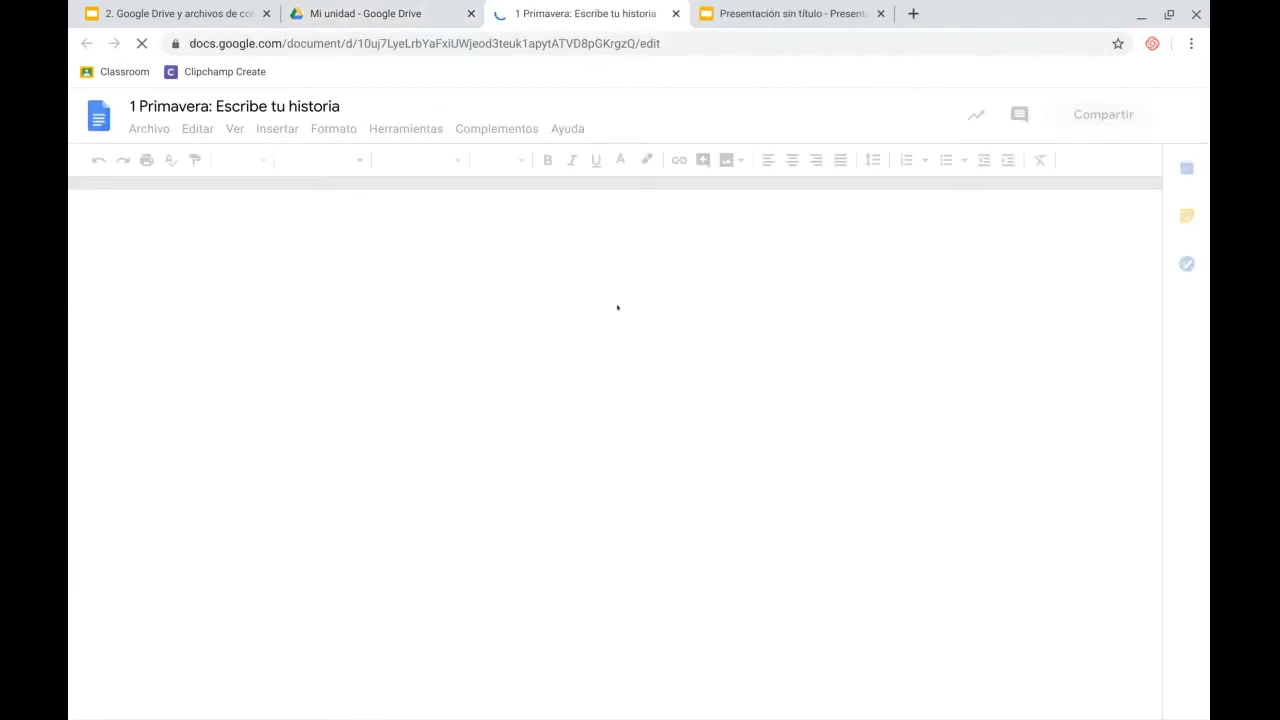 2. Google Drive y archivos de col
Mi unidad - Google Drive
1 Primavera: Escribe tu historia
Presentación sin título - Present
docs.google.com/document/d/10uj7LyeLrbYaFxiUWjeod3teuk1apytATVD8pGKrgzQ/edit
Classroom
Clipchamp Create
1 Primavera: Escribe tu historia
Archivo Editar Ver Insertar Formato Herramientas Complementos Ayuda
Compartir